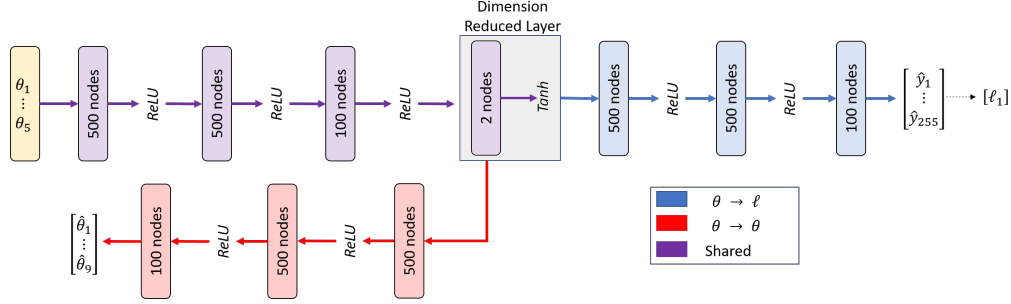 Dimension
Reduced Layer
θ₁
⋮
θ₅
500 nodes
ReLU
500 nodes
ReLU
100 nodes
ReLU
2 nodes
Tanh
500 nodes
ReLU
500 nodes
ReLU
100 nodes
ŷ₁
⋮
ŷ₂₅₅
[ℓ₁]
θ̂₁
⋮
θ̂₉
100 nodes
ReLU
500 nodes
ReLU
500 nodes
θ → ℓ
θ → θ
Shared